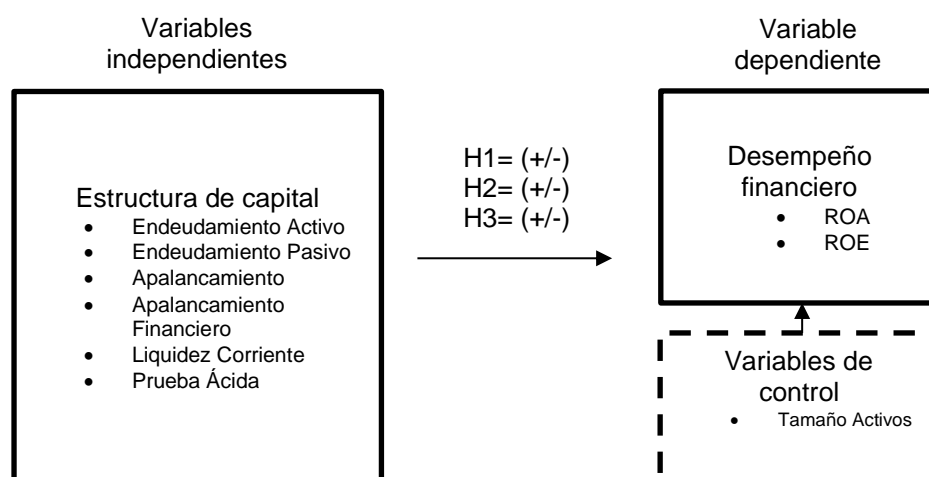 Variables
independientes
Estructura de capital
• Endeudamiento Activo
• Endeudamiento Pasivo
• Apalancamiento
• Apalancamiento
Financiero
• Liquidez Corriente
• Prueba Ácida
H1= (+/-)
H2= (+/-)
H3= (+/-)
Variable
dependiente
Desempeño
financiero
• ROA
• ROE
Variables de
control
• Tamaño Activos